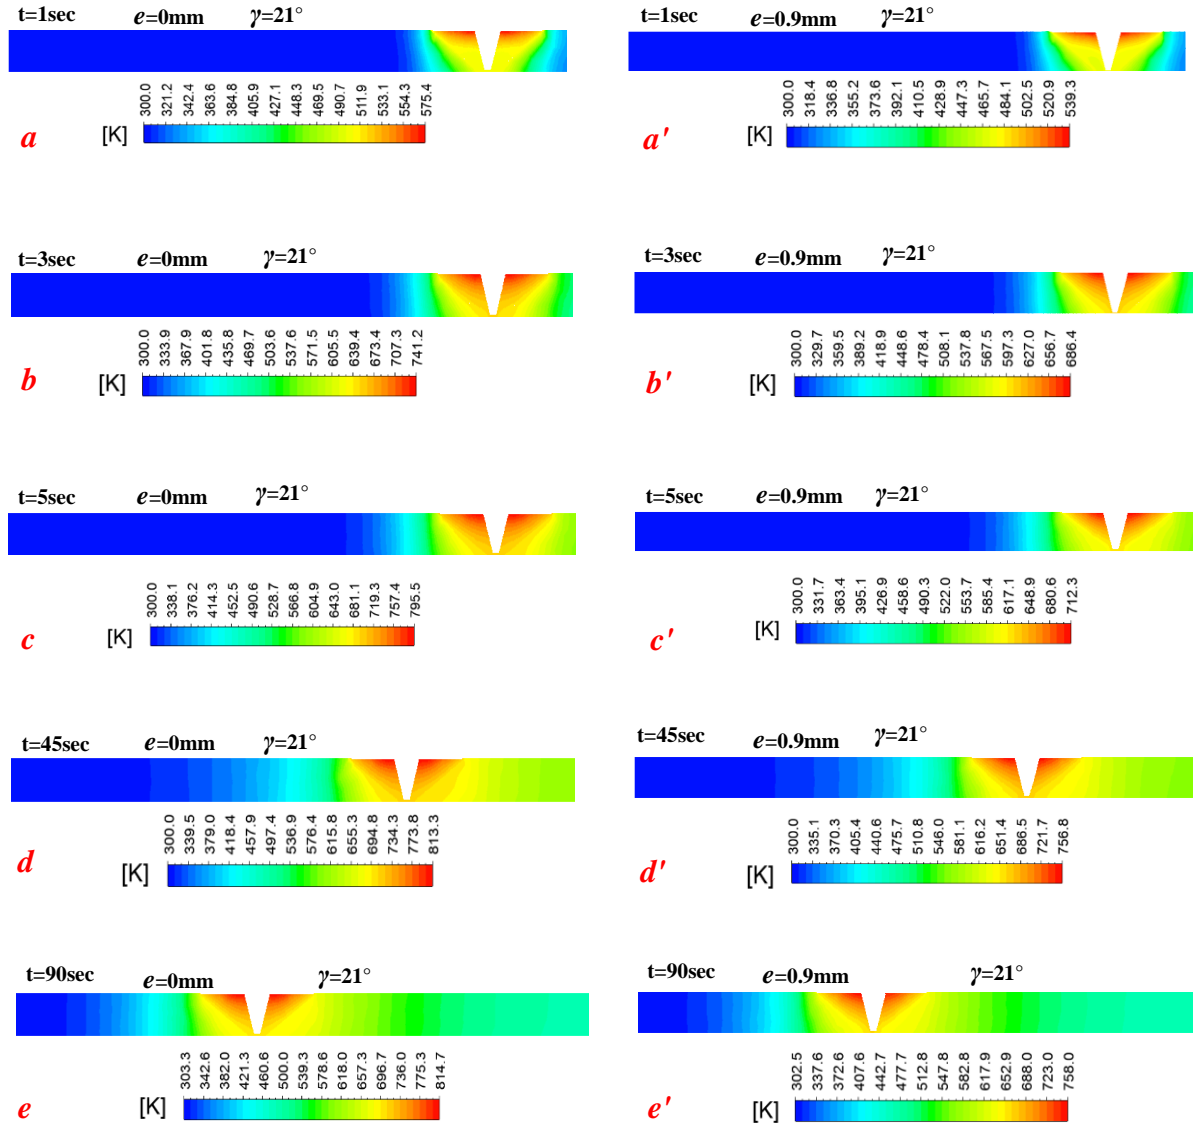 t=1sec e=0mm γ=21°
300.0 321.2 342.4 363.6 384.8 405.9 427.1 448.3 469.5 490.7 511.9 533.1 554.3 575.4
a [K]
t=1sec e=0.9mm γ=21°
300.0 318.4 336.8 355.2 373.6 392.1 410.5 428.9 447.3 465.7 484.1 502.5 520.9 539.3
a' [K]
t=3sec e=0mm γ=21°
300.0 333.9 367.9 401.8 435.8 469.7 503.6 537.6 571.5 605.5 639.4 673.4 707.3 741.2
b [K]
t=3sec e=0.9mm γ=21°
300.0 329.7 359.5 389.2 418.9 448.6 478.4 508.1 537.8 567.5 597.3 627.0 656.7 686.4
b' [K]
t=5sec e=0mm γ=21°
300.0 338.1 376.2 414.3 452.5 490.6 528.7 566.8 604.9 643.0 681.1 719.3 757.4 795.5
c [K]
t=5sec e=0.9mm γ=21°
300.0 331.7 363.4 395.1 426.9 458.6 490.3 522.0 553.7 585.4 617.1 648.9 680.6 712.3
c' [K]
t=45sec e=0mm γ=21°
300.0 339.5 379.0 418.4 457.9 497.4 536.9 576.4 615.8 655.3 694.8 734.3 773.8 813.3
d [K]
t=45sec e=0.9mm γ=21°
300.0 335.1 370.3 405.4 440.6 475.7 510.8 546.0 581.1 616.2 651.4 686.5 721.7 756.8
d' [K]
t=90sec e=0mm γ=21°
303.3 342.6 382.0 421.3 460.6 500.0 539.3 578.6 618.0 657.3 696.7 736.0 775.3 814.7
e [K]
t=90sec e=0.9mm γ=21°
302.5 337.6 372.6 407.6 442.7 477.7 512.8 547.8 582.8 617.9 652.9 688.0 723.0 758.0
e' [K]